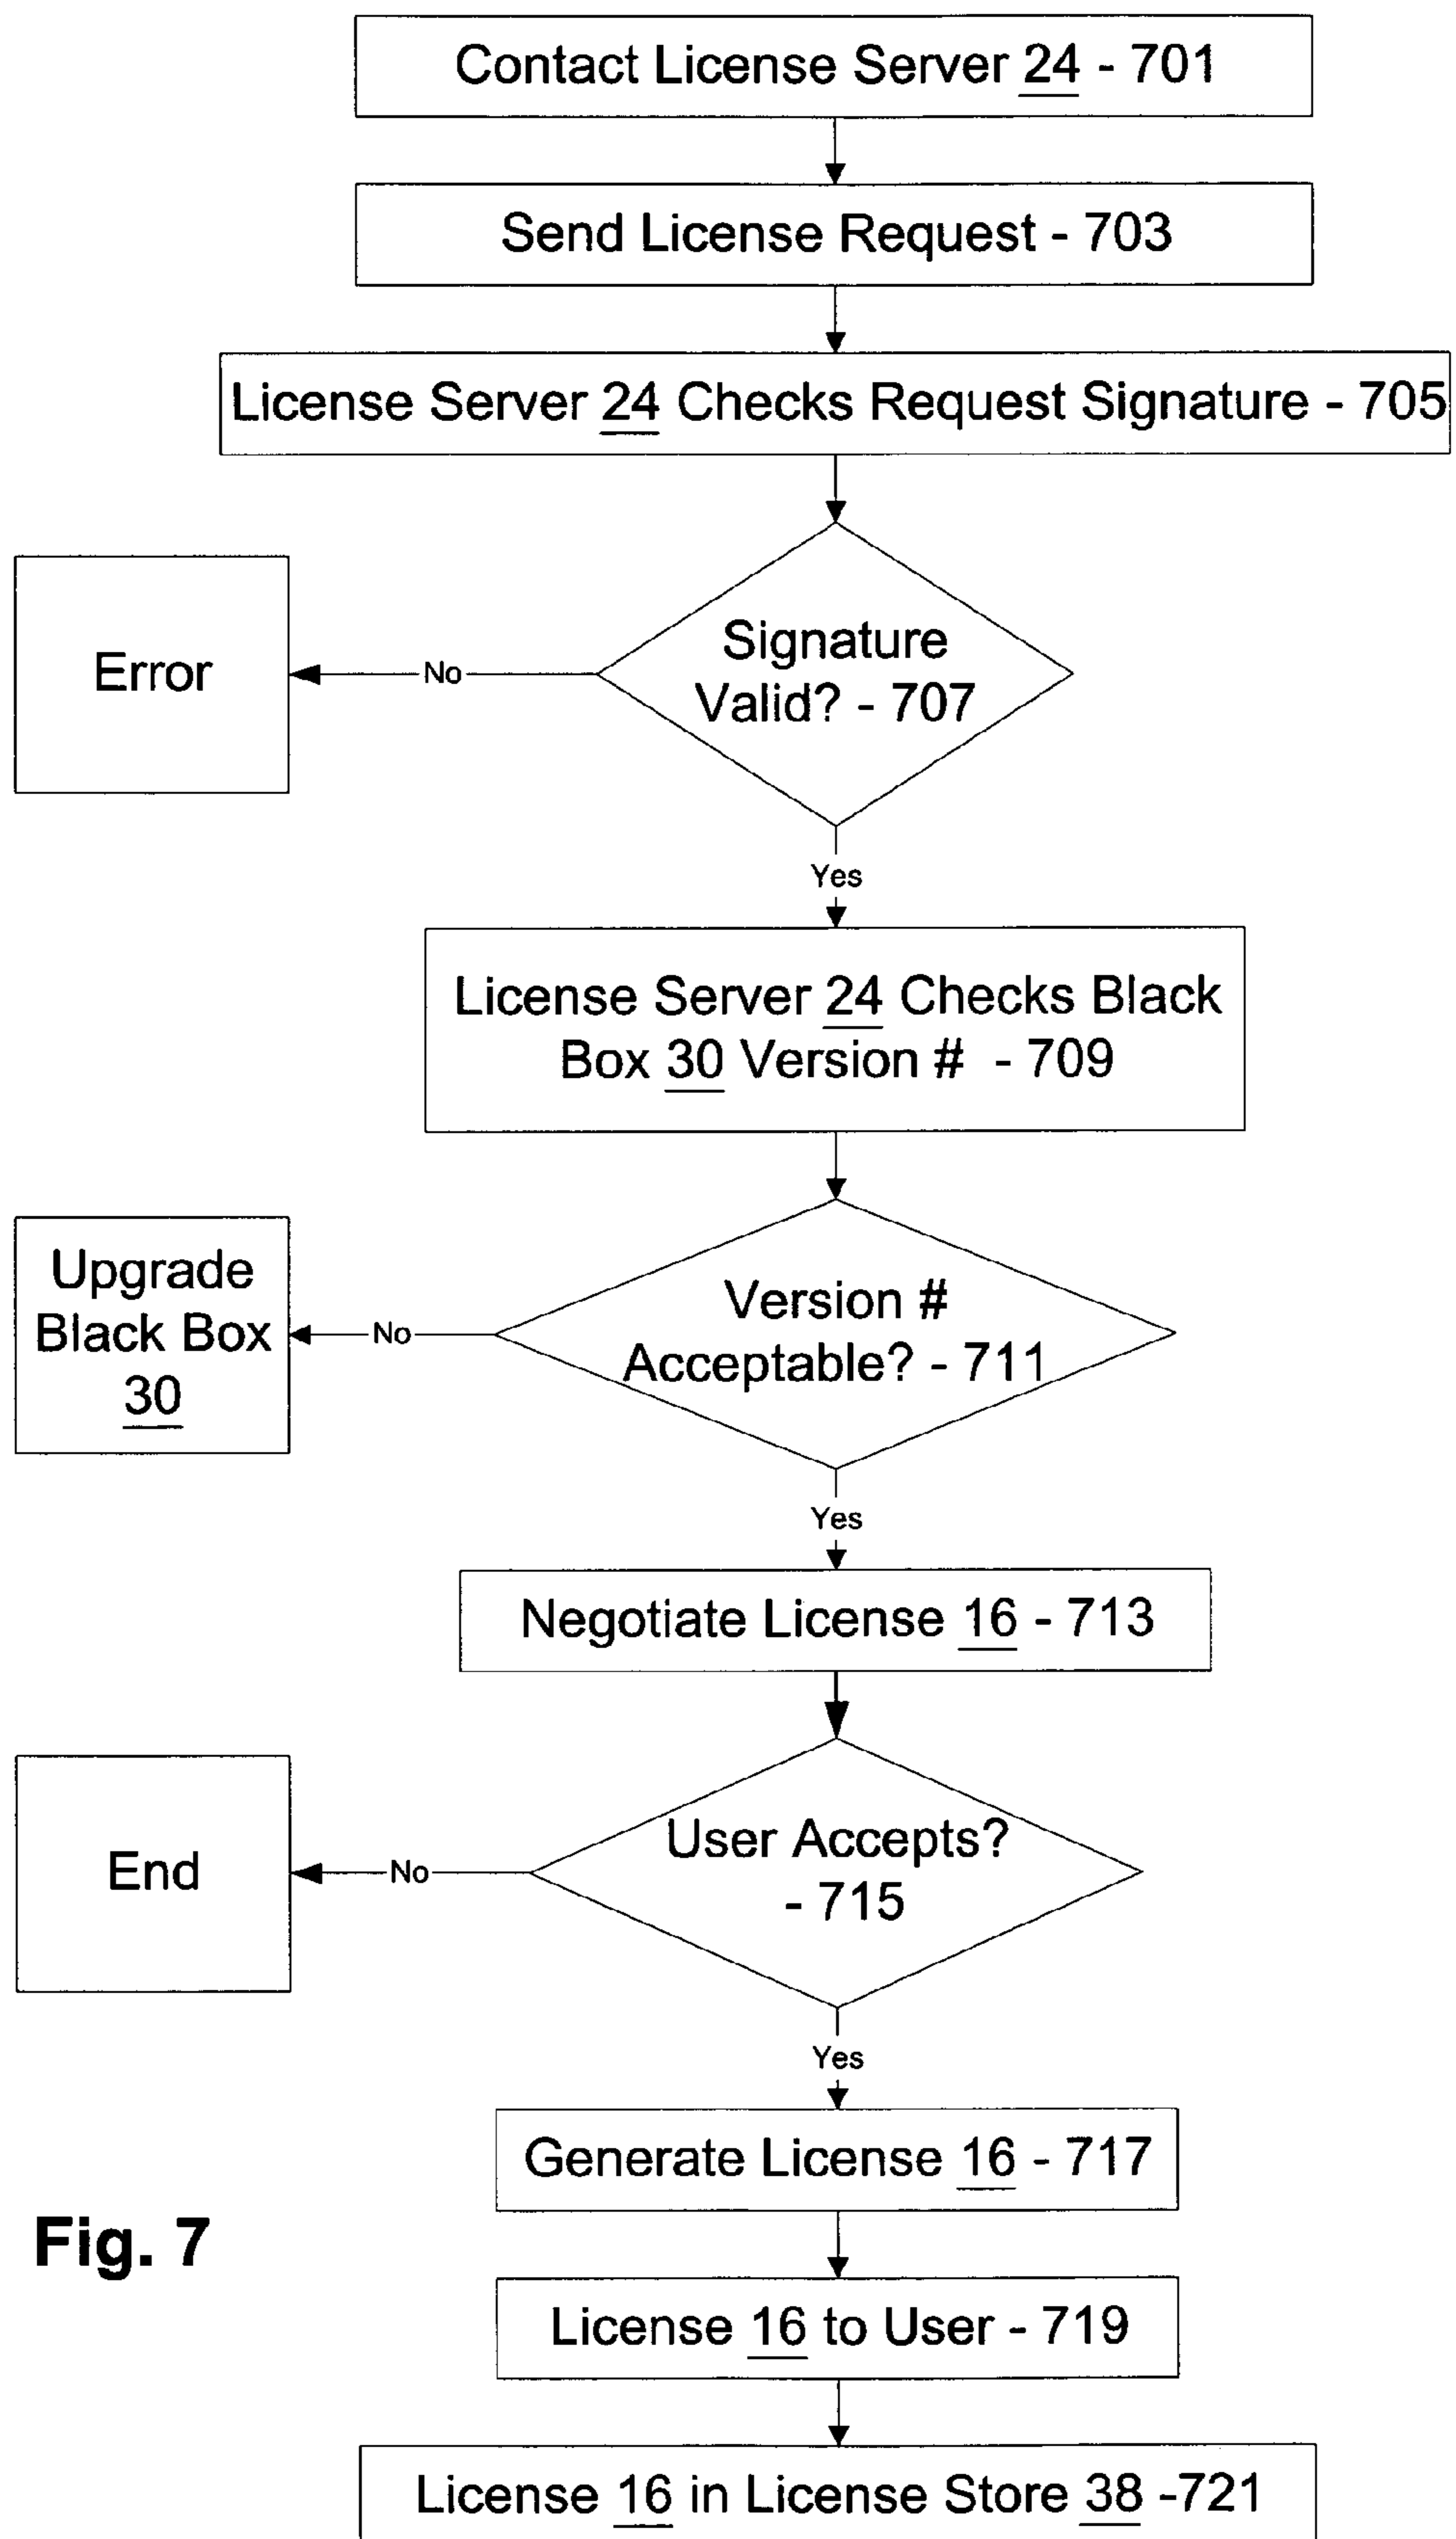 Contact License Server 24 - 701
Send License Request - 703
License Server 24 Checks Request Signature - 705
Signature
Valid? - 707
No
Error
Yes
License Server 24 Checks Black
Box 30 Version # - 709
Version #
Acceptable? - 711
No
Upgrade
Black Box
30
Yes
Negotiate License 16 - 713
User Accepts?
- 715
No
End
Yes
Generate License 16 - 717
Fig. 7
License 16 to User - 719
License 16 in License Store 38 -721